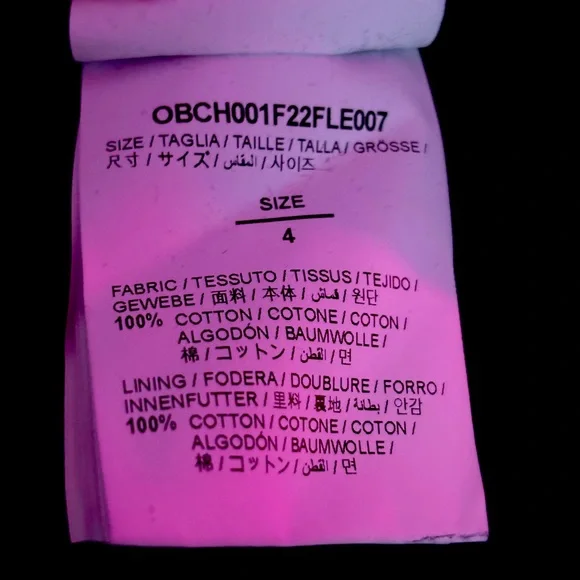 OBCH001F22FLE007
SIZE / TAGLIA / TAILLE / TALLA / GRÖSSE /
尺寸 / サイズ / المقاس / 사이즈
SIZE
4
FABRIC / TESSUTO / TISSUS / TEJIDO /
GEWEBE / 面料 / 本体 / قماش / 원단
100% COTTON / COTONE / COTON /
ALGODÓN / BAUMWOLLE /
棉 / コットン / القطن / 면
LINING / FODERA / DOUBLURE / FORRO /
INNENFUTTER / 里料 / 裏地 / بطانة / 안감
100% COTTON / COTONE / COTON /
ALGODÓN / BAUMWOLLE /
棉 / コットン / القطن / 면